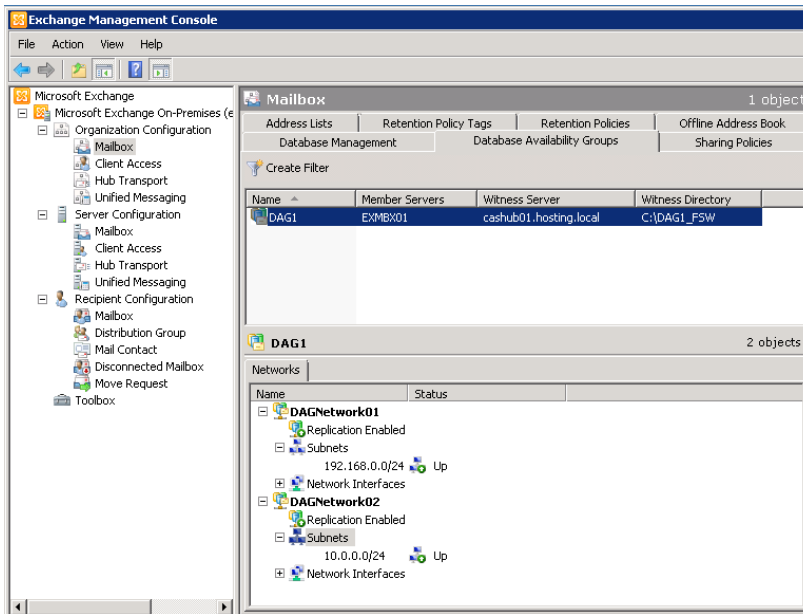 Exchange Management Console
File Action View Help
Microsoft Exchange
Microsoft Exchange On-Premises (e
Organization Configuration
Mailbox
Client Access
Hub Transport
Unified Messaging
Server Configuration
Mailbox
Client Access
Hub Transport
Unified Messaging
Recipient Configuration
Mailbox
Distribution Group
Mail Contact
Disconnected Mailbox
Move Request
Toolbox
Mailbox 1 object
Address Lists Retention Policy Tags Retention Policies Offline Address Book
Database Management Database Availability Groups Sharing Policies
Create Filter
Name Member Servers Witness Server Witness Directory
DAG1 EXMBX01 cashub01.hosting.local C:\DAG1_FSW
DAG1 2 objects
Networks
Name Status
DAGNetwork01
Replication Enabled
Subnets
192.168.0.0/24 Up
Network Interfaces
DAGNetwork02
Replication Enabled
Subnets
10.0.0.0/24 Up
Network Interfaces